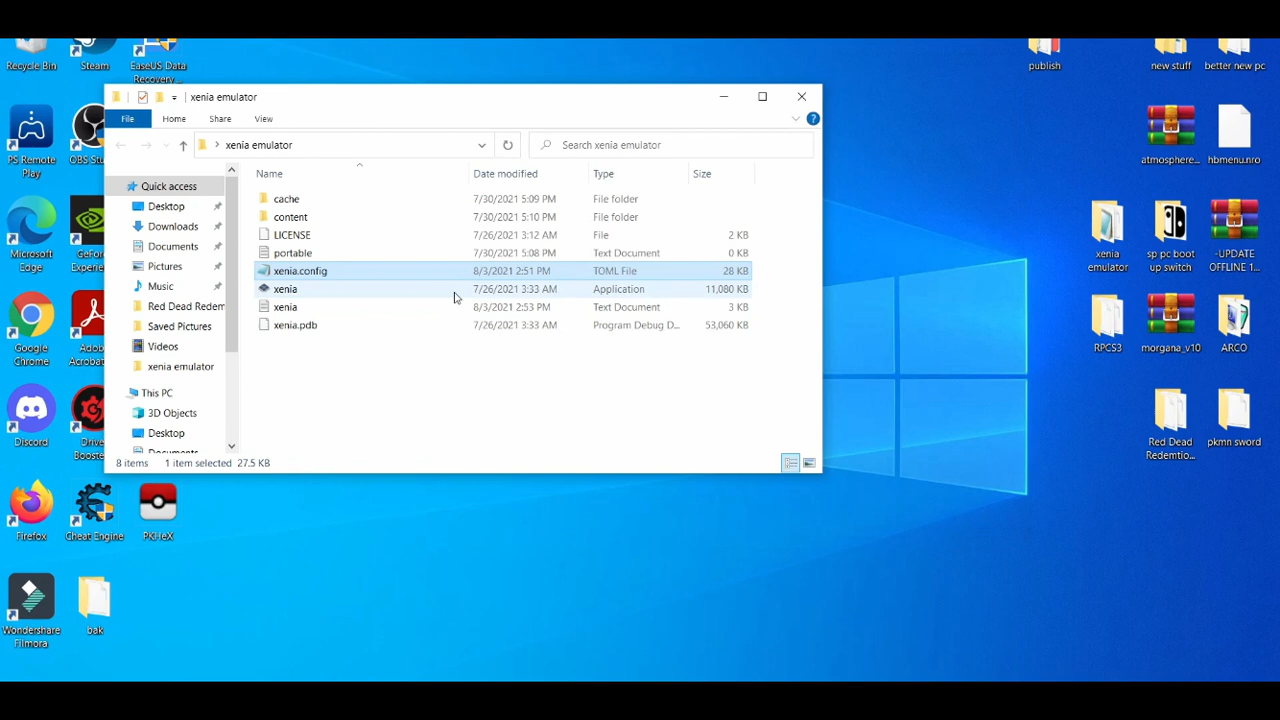 Recycle Bin
Steam
EaseUS Data
Recovery ...
publish
new stuff
better new pc
xenia emulator
File
Home
Share
View
xenia emulator
Search xenia emulator
Name
Date modified
Type
Size
Quick access
Desktop
Downloads
Documents
Pictures
Music
Red Dead Redem
Saved Pictures
Videos
xenia emulator
This PC
3D Objects
Desktop
cache 7/30/2021 5:09 PM File folder
content 7/30/2021 5:10 PM File folder
LICENSE 7/26/2021 3:12 AM File 2 KB
portable 7/30/2021 5:08 PM Text Document 0 KB
xenia.config 8/3/2021 2:51 PM TOML File 28 KB
xenia 7/26/2021 3:33 AM Application 11,080 KB
xenia 8/3/2021 2:53 PM Text Document 3 KB
xenia.pdb 7/26/2021 3:33 AM Program Debug D... 53,060 KB
8 items 1 item selected 27.5 KB
PS Remote
Play
OBS Stu
Microsoft
Edge
GeFor
Experie
Google
Chrome
Adob
Acrobat
Discord
Drive
Booste
Firefox
Cheat Engine
PKHeX
Wondershare
Filmora
bak
atmosphere...
hbmenu.nro
xenia
emulator
sp pc boot
up switch
-UPDATE
OFFLINE 1...
RPCS3
morgana_v10
ARCO
Red Dead
Redemtio...
pkmn sword